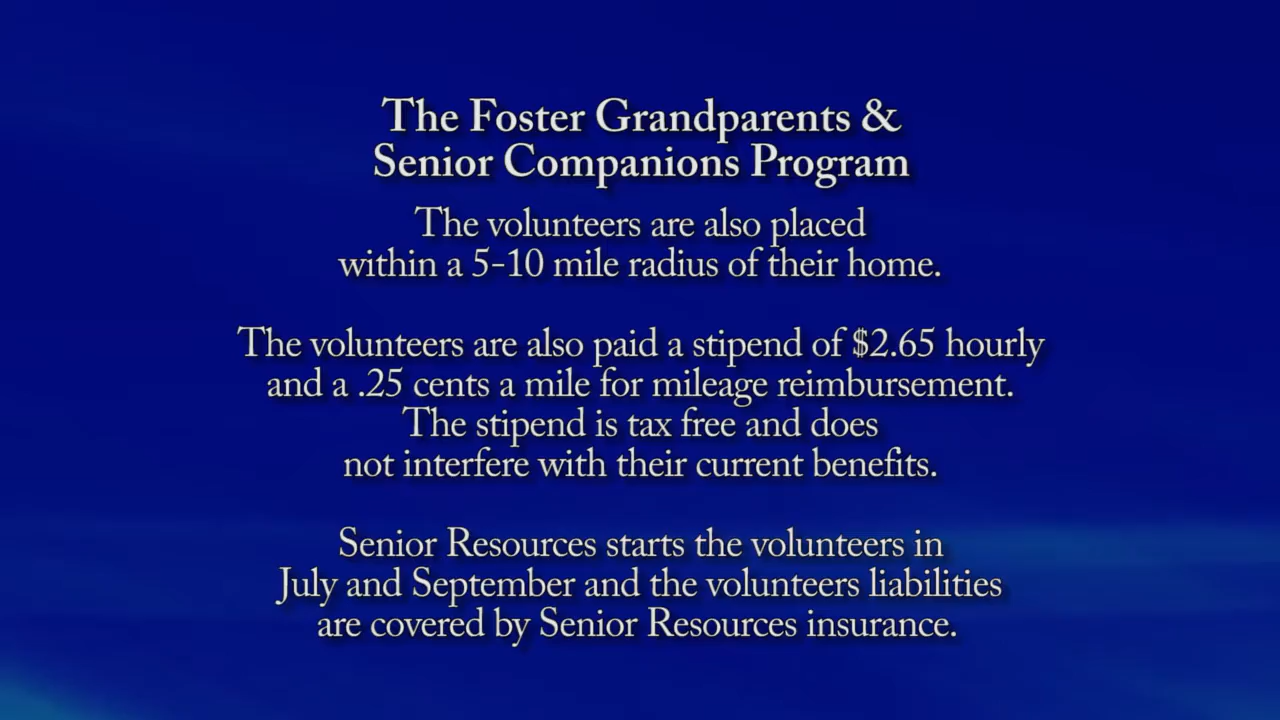 The Foster Grandparents &
Senior Companions Program
The volunteers are also placed
within a 5-10 mile radius of their home.
The volunteers are also paid a stipend of $2.65 hourly
and a .25 cents a mile for mileage reimbursement.
The stipend is tax free and does
not interfere with their current benefits.
Senior Resources starts the volunteers in
July and September and the volunteers liabilities
are covered by Senior Resources insurance.